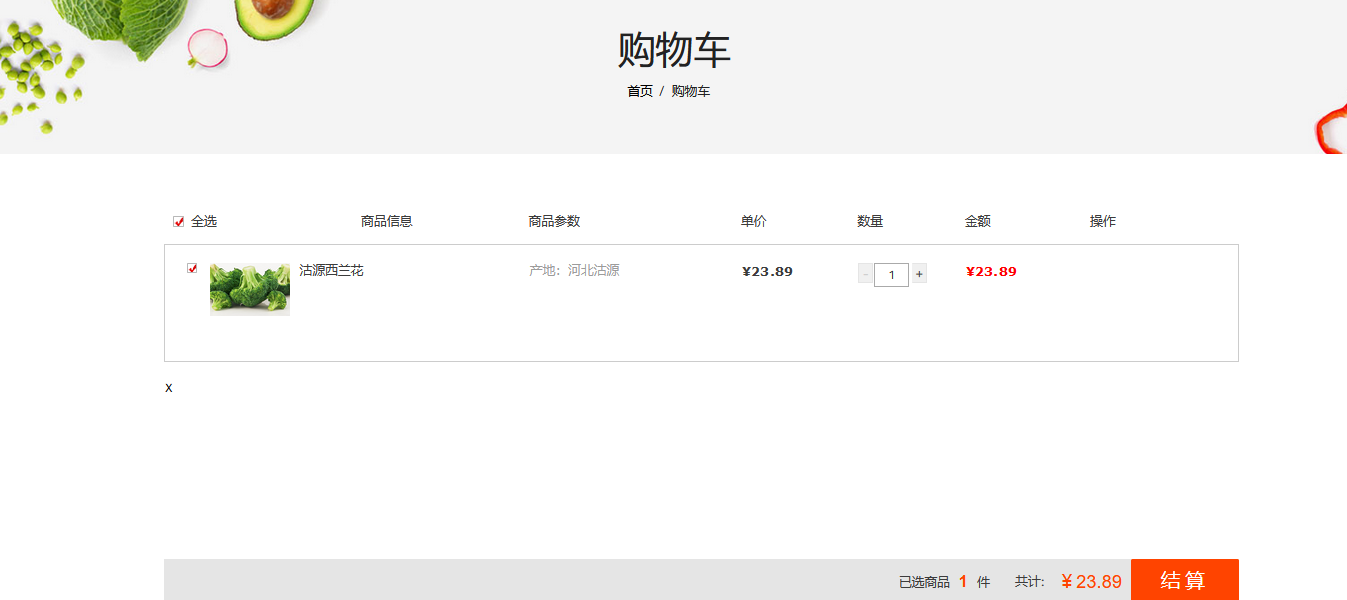 购物车
首页 / 购物车
全选 商品信息 商品参数 单价 数量 金额 操作
沽源西兰花 产地：河北沽源 ¥23.89 - 1 + ¥23.89
x
已选商品 1 件 共计: ¥ 23.89 结算